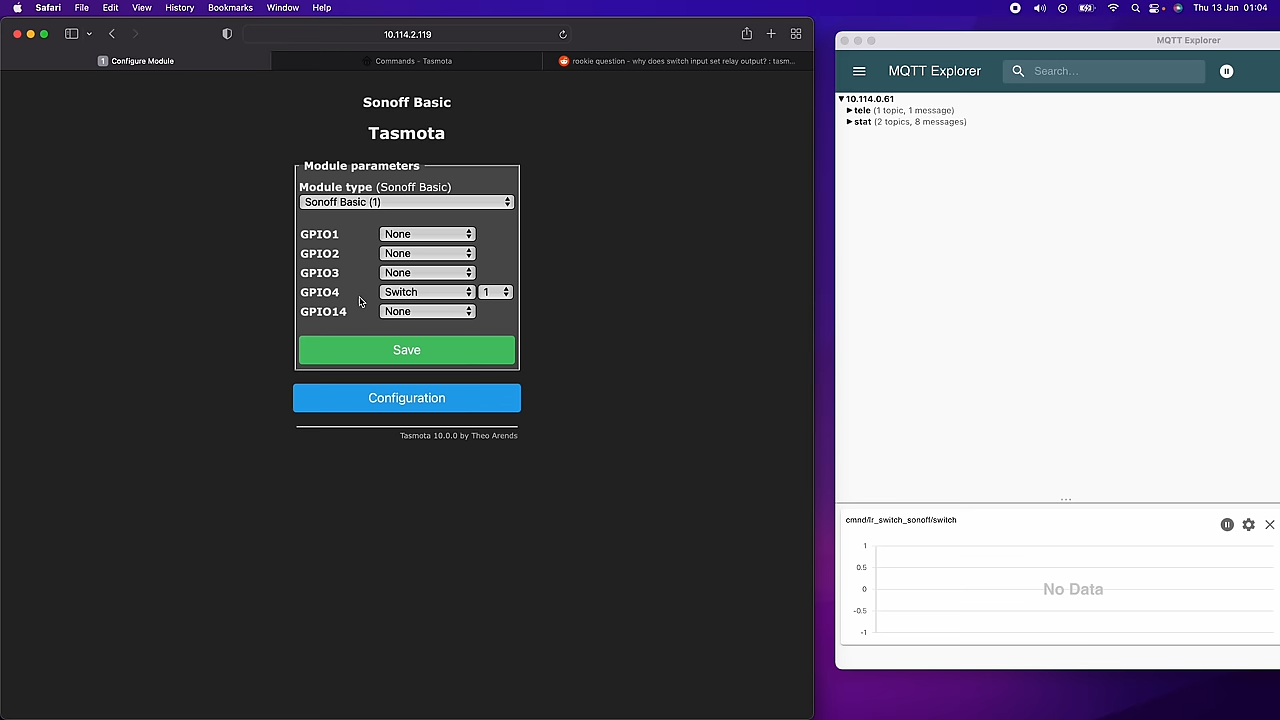 Safari File Edit View History Bookmarks Window Help
Thu 13 Jan 01:04
10.114.2.119
1 Configure Module
Commands - Tasmota
rookie question - why does switch input set relay output? : tasm...
Sonoff Basic
Tasmota
Module parameters
Module type (Sonoff Basic)
Sonoff Basic (1)
GPIO1 None
GPIO2 None
GPIO3 None
GPIO4 Switch 1
GPIO14 None
Save
Configuration
Tasmota 10.0.0 by Theo Arends
MQTT Explorer
MQTT Explorer
Search...
10.114.0.61
tele (1 topic, 1 message)
stat (2 topics, 8 messages)
...
cmnd/lr_switch_sonoff/switch
1
0.5
0
-0.5
-1
No Data